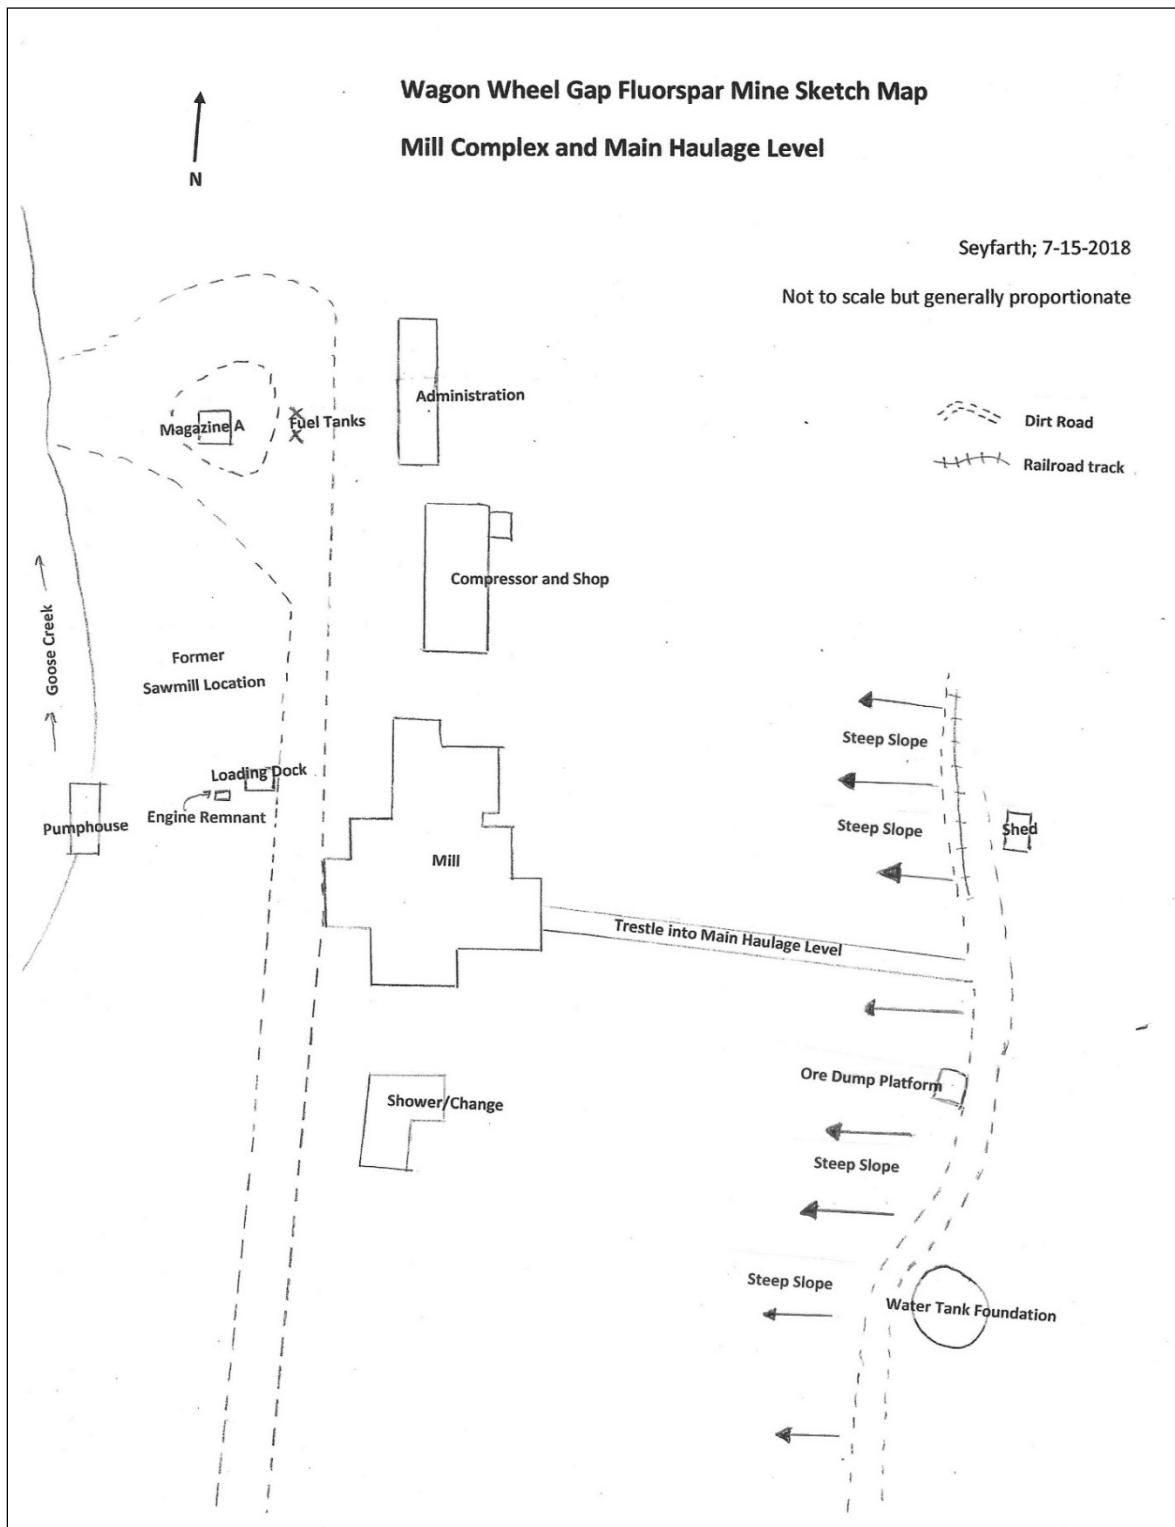 Wagon Wheel Gap Fluorspar Mine Sketch Map
Mill Complex and Main Haulage Level
N
Seyfarth; 7-15-2018
Not to scale but generally proportionate
Administration
Magazine A
Fuel Tanks
Dirt Road
Railroad track
Compressor and Shop
Goose Creek
Former
Sawmill Location
Steep Slope
Loading Dock
Engine Remnant
Pumphouse
Steep Slope
Shed
Mill
Trestle into Main Haulage Level
Ore Dump Platform
Shower/Change
Steep Slope
Steep Slope
Water Tank Foundation